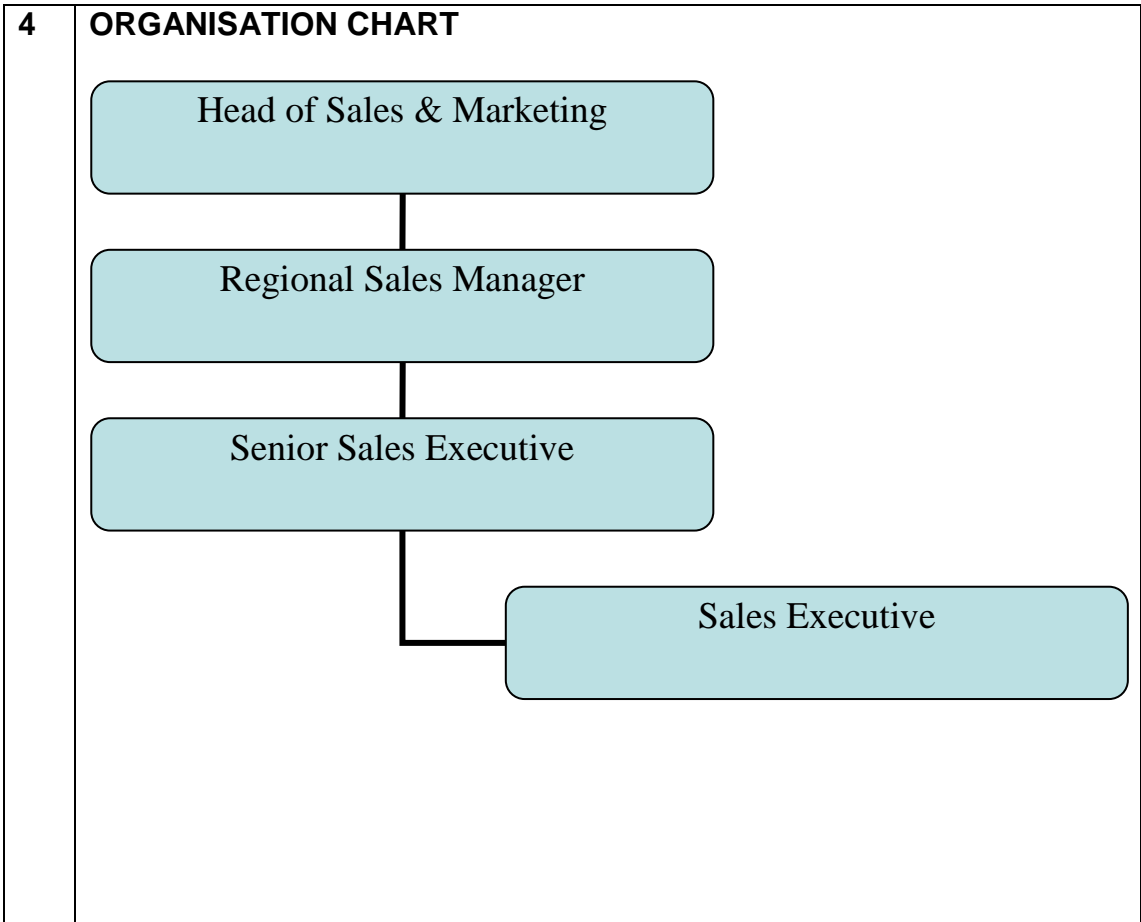 4 ORGANISATION CHART
Head of Sales & Marketing
Regional Sales Manager
Senior Sales Executive
Sales Executive